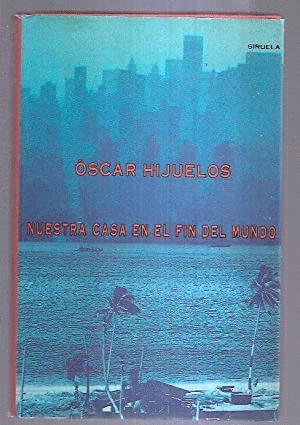 SIRUELA
ÓSCAR HIJUELOS
NUESTRA CASA EN EL FIN DEL MUNDO